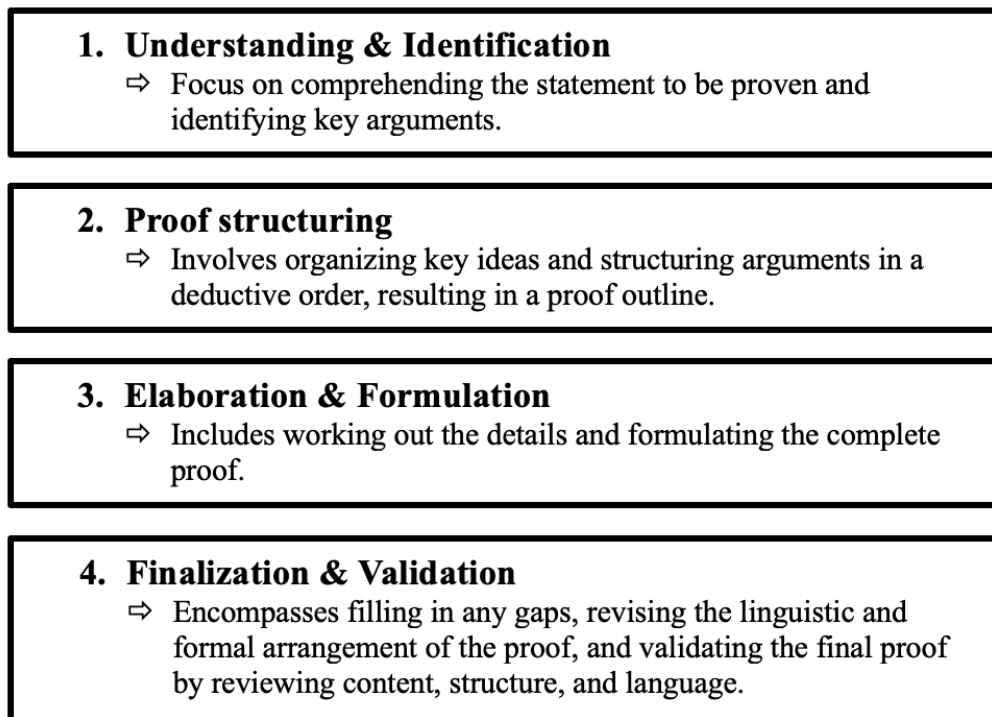 1. Understanding & Identification
⇨ Focus on comprehending the statement to be proven and
identifying key arguments.
2. Proof structuring
⇨ Involves organizing key ideas and structuring arguments in a
deductive order, resulting in a proof outline.
3. Elaboration & Formulation
⇨ Includes working out the details and formulating the complete
proof.
4. Finalization & Validation
⇨ Encompasses filling in any gaps, revising the linguistic and
formal arrangement of the proof, and validating the final proof
by reviewing content, structure, and language.